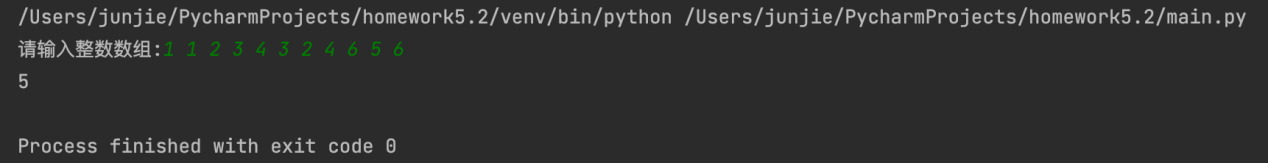 /Users/junjie/PycharmProjects/homework5.2/venv/bin/python /Users/junjie/PycharmProjects/homework5.2/main.py
请输入整数数组:1 1 2 3 4 3 2 4 6 5 6
5
Process finished with exit code 0